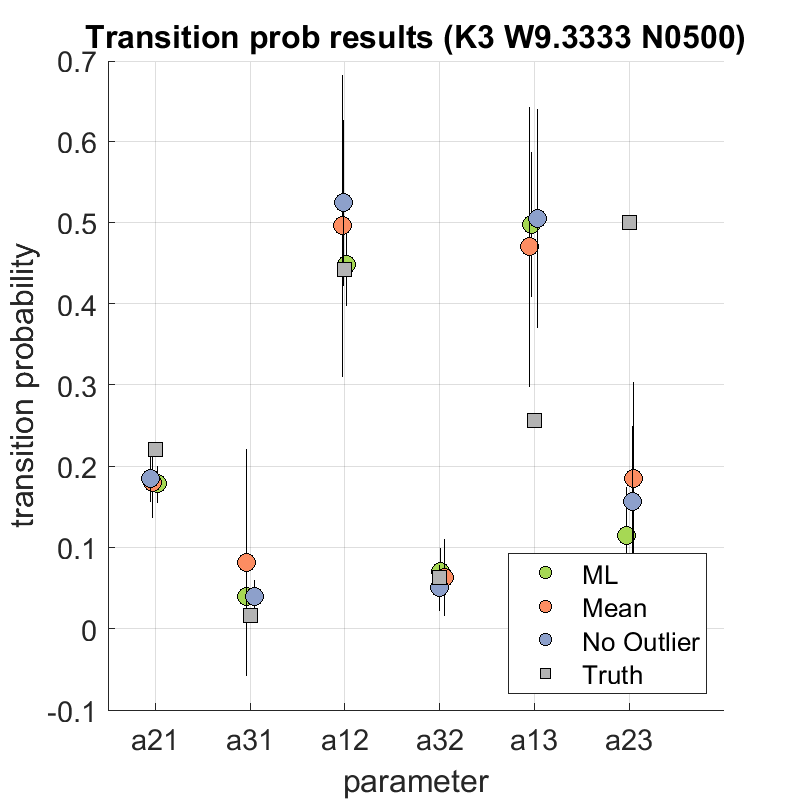 Transition prob results (K3 W9.3333 N0500)
0.7
0.6
0.5
0.4
0.3
0.2
0.1
0
-0.1
transition probability
a21 a31 a12 a32 a13 a23
parameter
ML
Mean
No Outlier
Truth